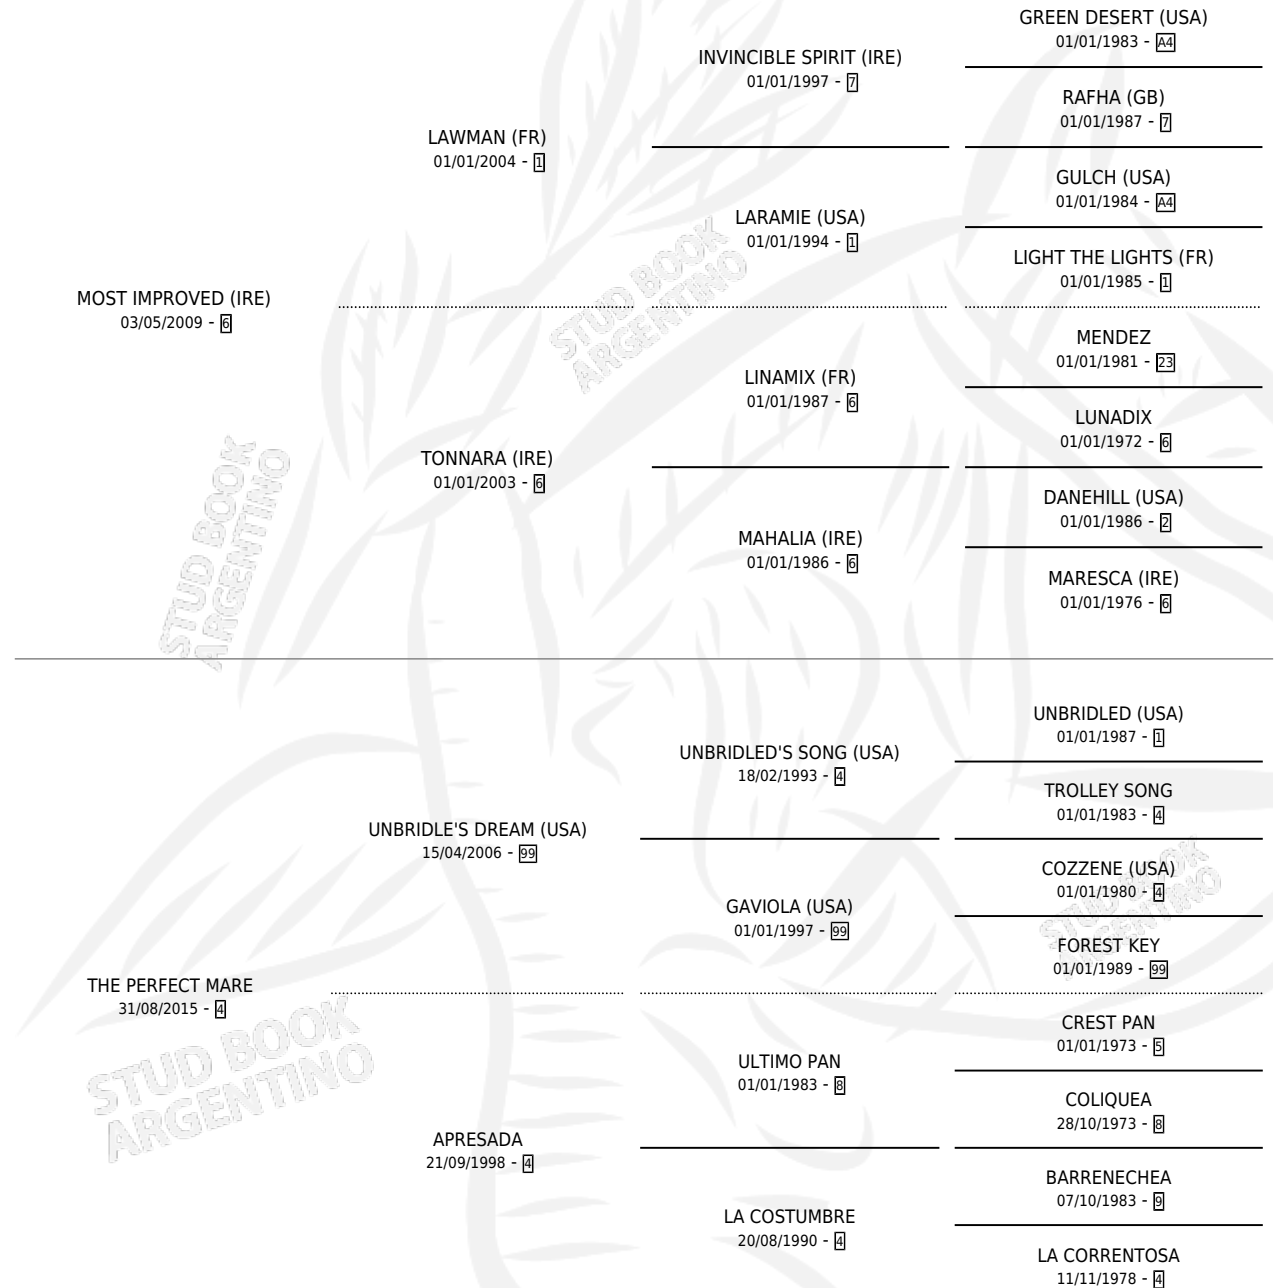 GREEN DESERT (USA)
01/01/1983 - A4
INVINCIBLE SPIRIT (IRE)
01/01/1997 - 7
RAFHA (GB)
01/01/1987 - 7
LAWMAN (FR)
01/01/2004 - 1
GULCH (USA)
01/01/1984 - A4
LARAMIE (USA)
01/01/1994 - 1
LIGHT THE LIGHTS (FR)
01/01/1985 - 1
MOST IMPROVED (IRE)
03/05/2009 - 6
STUD BOOK
ARGENTINO
MENDEZ
01/01/1981 - 23
LINAMIX (FR)
01/01/1987 - 6
LUNADIX
01/01/1972 - 6
TONNARA (IRE)
01/01/2003 - 6
DANEHILL (USA)
01/01/1986 - 2
MAHALIA (IRE)
01/01/1986 - 6
MARESCA (IRE)
01/01/1976 - 6
STUD BOOK
ARGENTINO
UNBRIDLED (USA)
01/01/1987 - 1
UNBRIDLED'S SONG (USA)
18/02/1993 - 4
TROLLEY SONG
01/01/1983 - 4
UNBRIDLE'S DREAM (USA)
15/04/2006 - 99
COZZENE (USA)
01/01/1980 - 4
GAVIOLA (USA)
01/01/1997 - 99
STUD BOOK
ARGENTINO
FOREST KEY
01/01/1989 - 99
THE PERFECT MARE
31/08/2015 - 4
STUD BOOK
ARGENTINO
CREST PAN
01/01/1973 - 5
ULTIMO PAN
01/01/1983 - 8
COLIQUEA
28/10/1973 - 8
APRESADA
21/09/1998 - 4
BARRENECHEA
07/10/1983 - 9
LA COSTUMBRE
20/08/1990 - 4
LA CORRENTOSA
11/11/1978 - 4